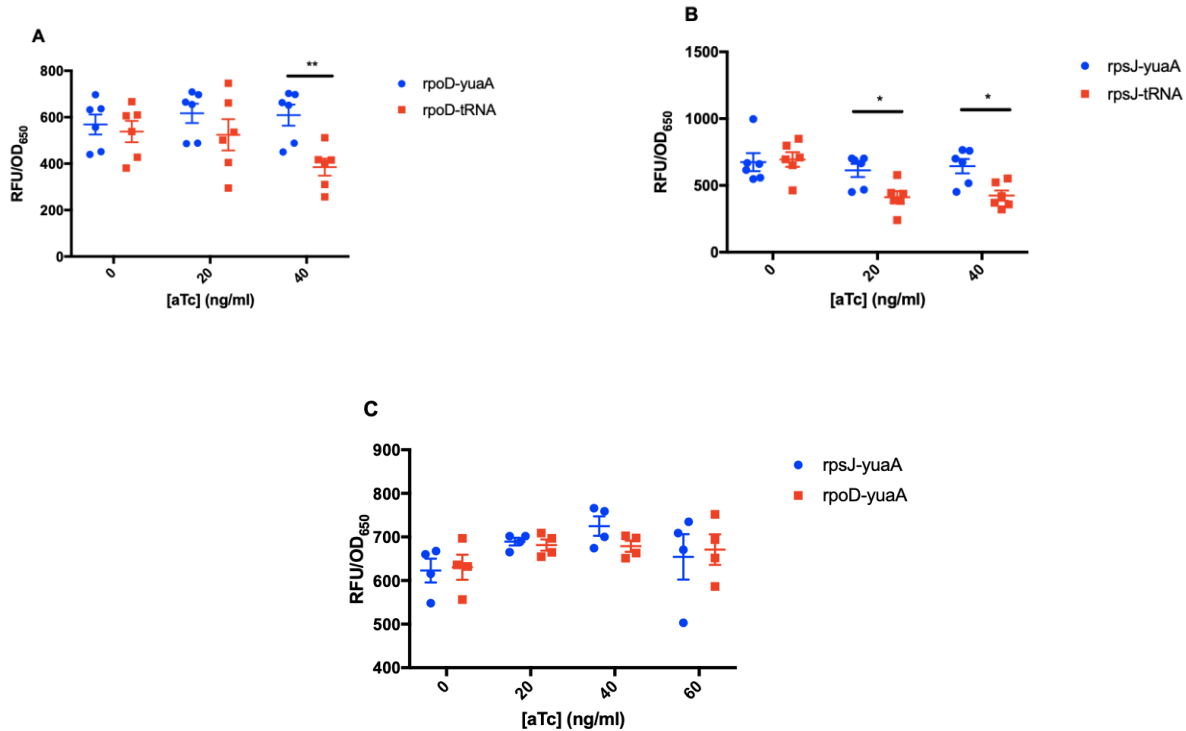 A
RFU/OD650
800
600
400
200
0
**
0
20
40
[aTc] (ng/ml)
rpoD-yuaA
rpoD-tRNA
B
RFU/OD650
1500
1000
500
0
*
*
0
20
40
[aTc] (ng/ml)
rpsJ-yuaA
rpsJ-tRNA
C
RFU/OD650
900
800
700
600
500
400
0
20
40
60
[aTc] (ng/ml)
rpsJ-yuaA
rpoD-yuaA